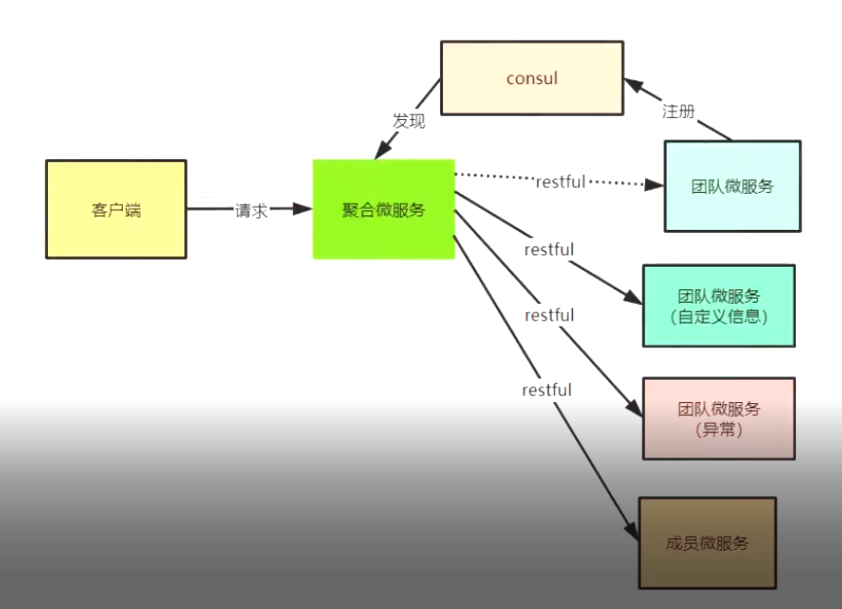 consul
发现
注册
客户端
请求
聚合微服务
restful
团队微服务
restful
团队微服务
（自定义信息）
restful
团队微服务
（异常）
restful
成员微服务